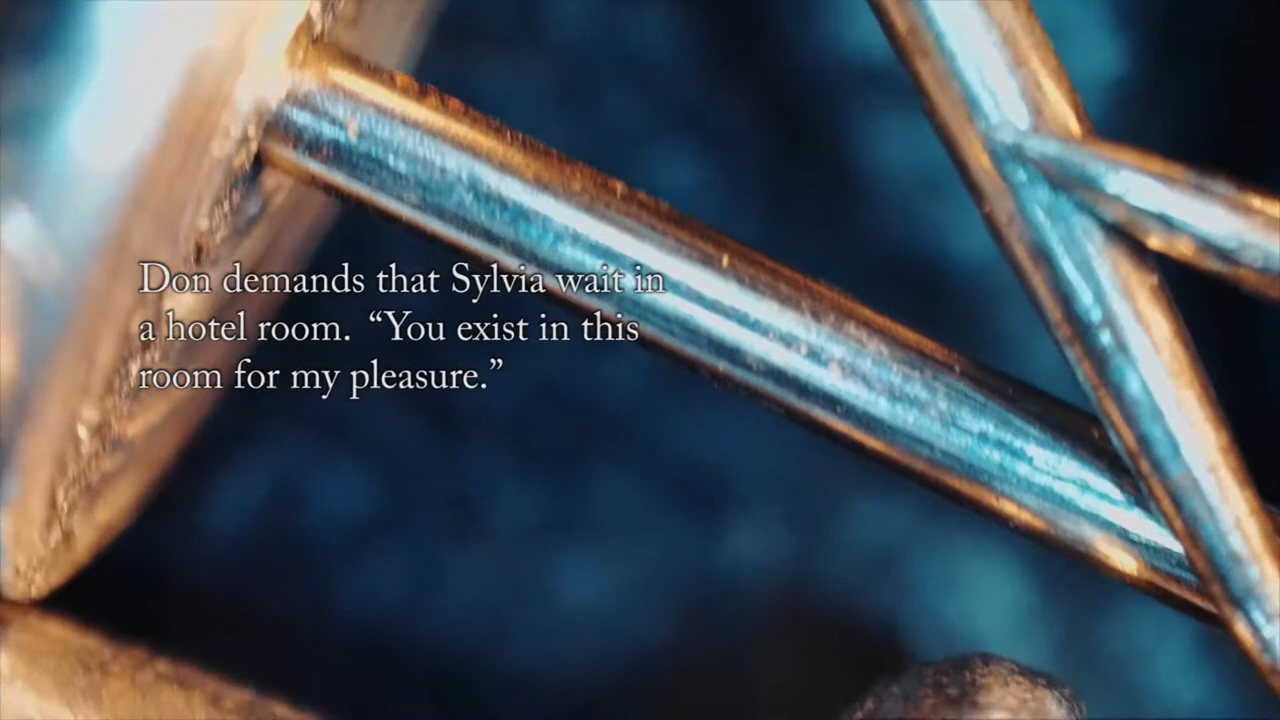 Don demands that Sylvia wait in
a hotel room.  “You exist in this
room for my pleasure.”